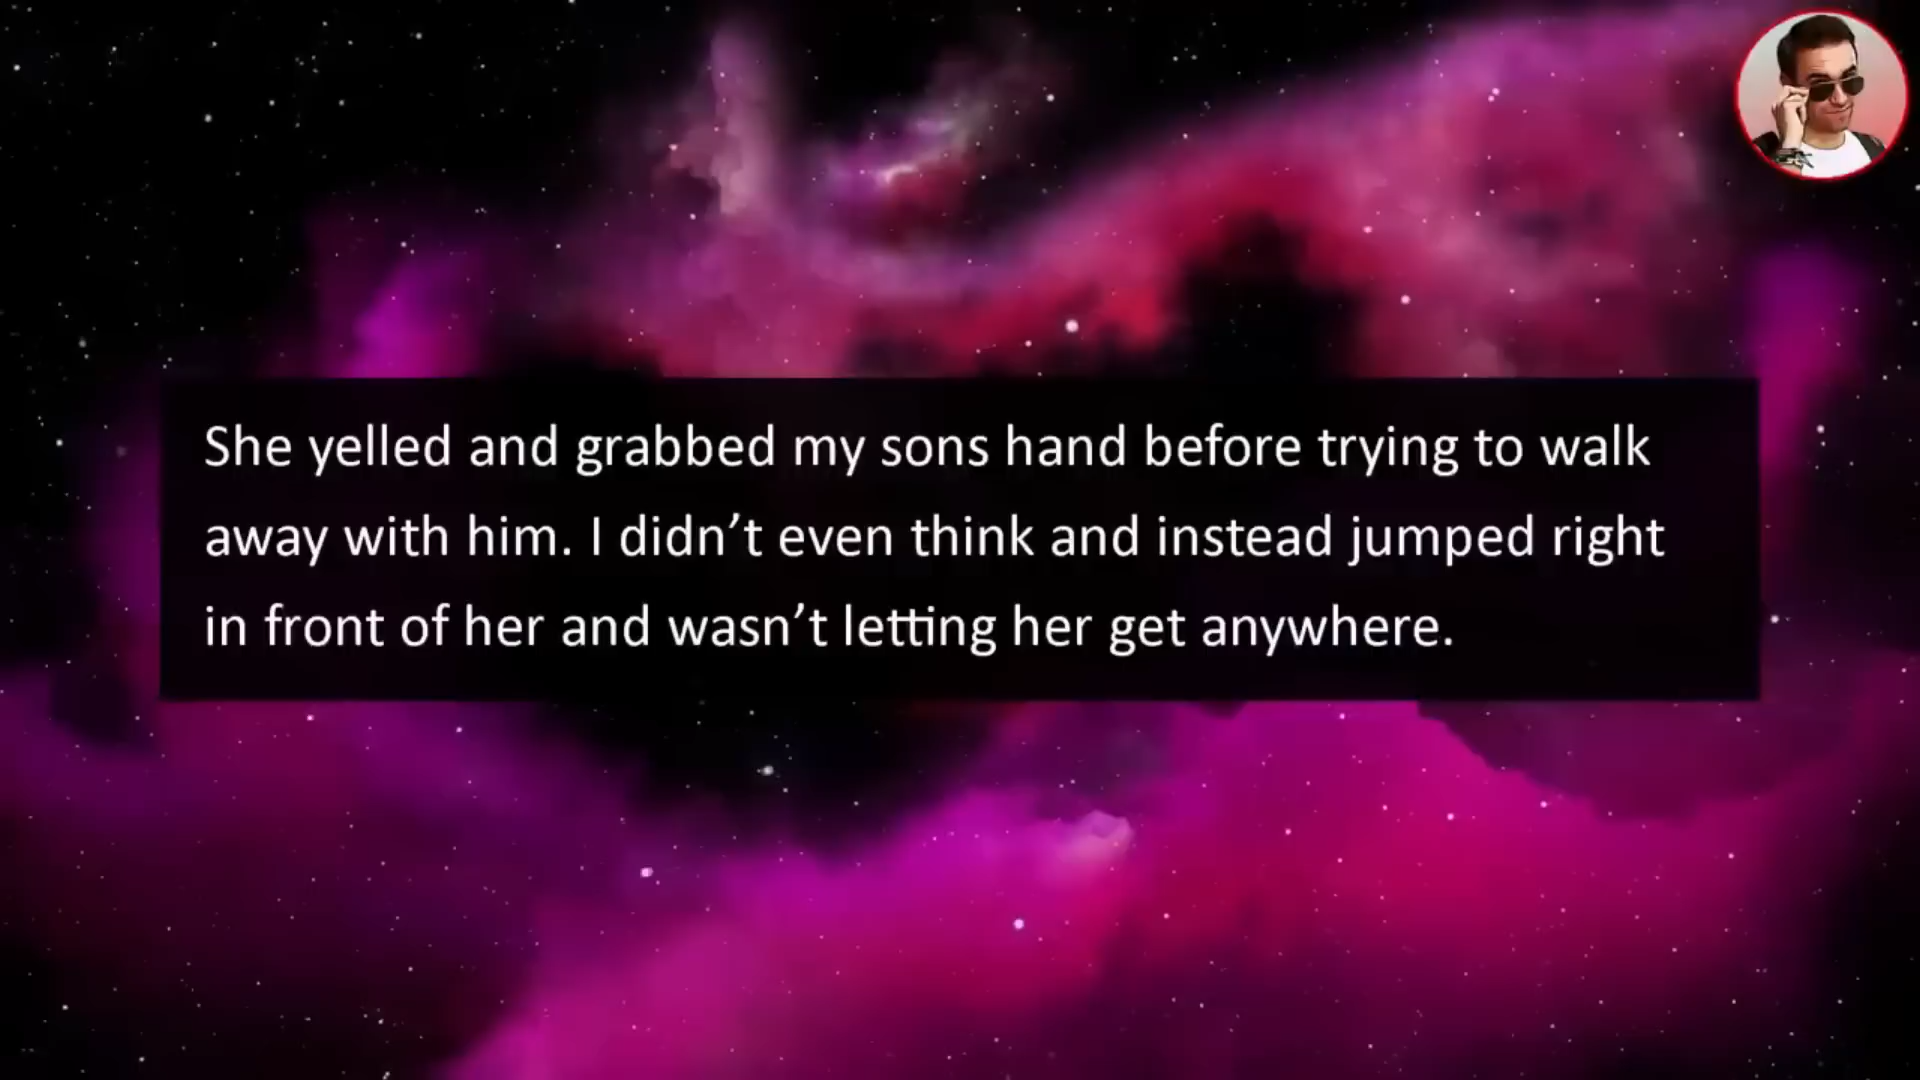 She yelled and grabbed my sons hand before trying to walk
away with him. I didn’t even think and instead jumped right
in front of her and wasn’t letting her get anywhere.